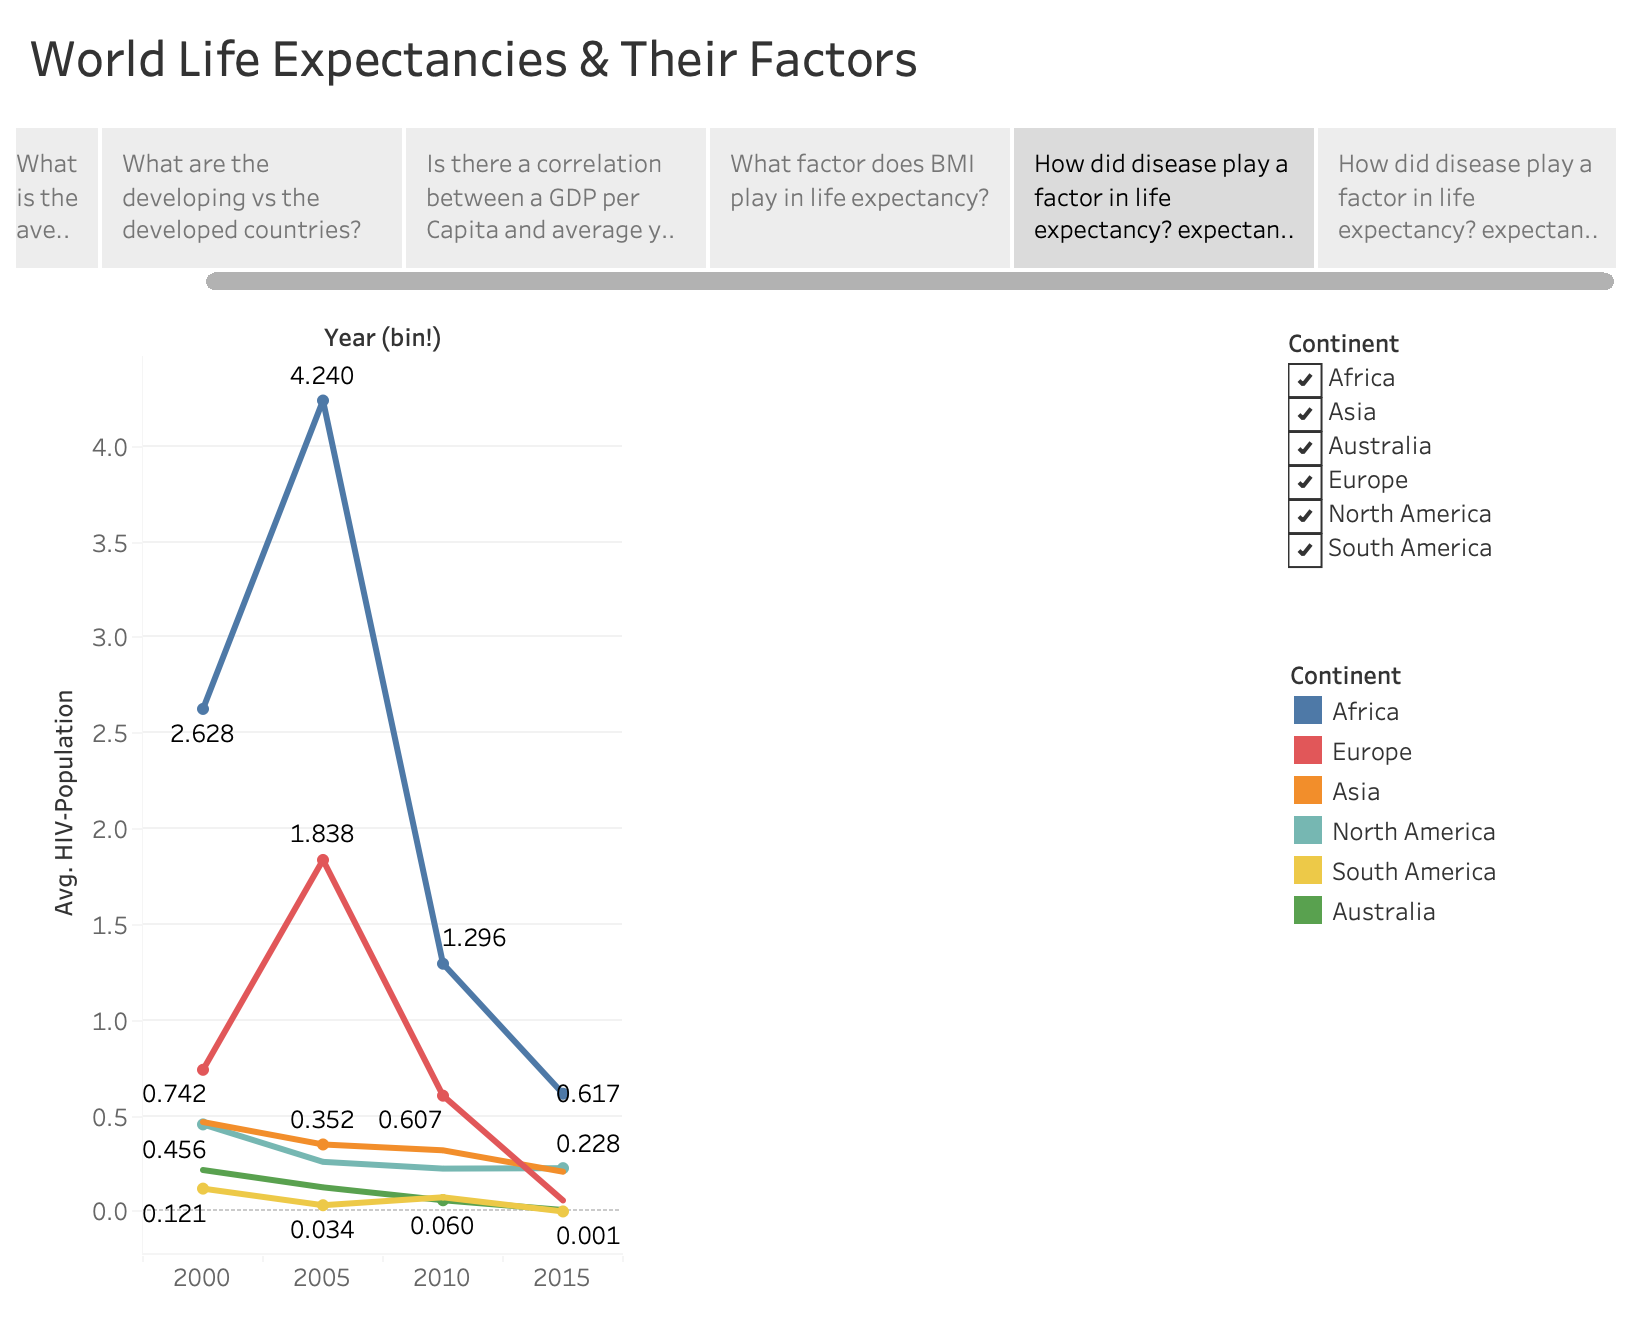 World Life Expectancies & Their Factors
What
is the
ave..
What are the
developing vs the
developed countries?
Is there a correlation
between a GDP per
Capita and average y..
What factor does BMI
play in life expectancy?
How did disease play a
factor in life
expectancy? expectan..
How did disease play a
factor in life
expectancy? expectan..
Year (bin!)
4.240
4.0
3.5
3.0
2.628
2.5
2.0
1.838
1.5
1.296
1.0
0.742
0.617
0.5
0.352
0.607
0.456
0.228
0.0
0.121
0.034
0.060
0.001
Avg. HIV-Population
2000
2005
2010
2015
Continent
Africa
Asia
Australia
Europe
North America
South America
Continent
Africa
Europe
Asia
North America
South America
Australia